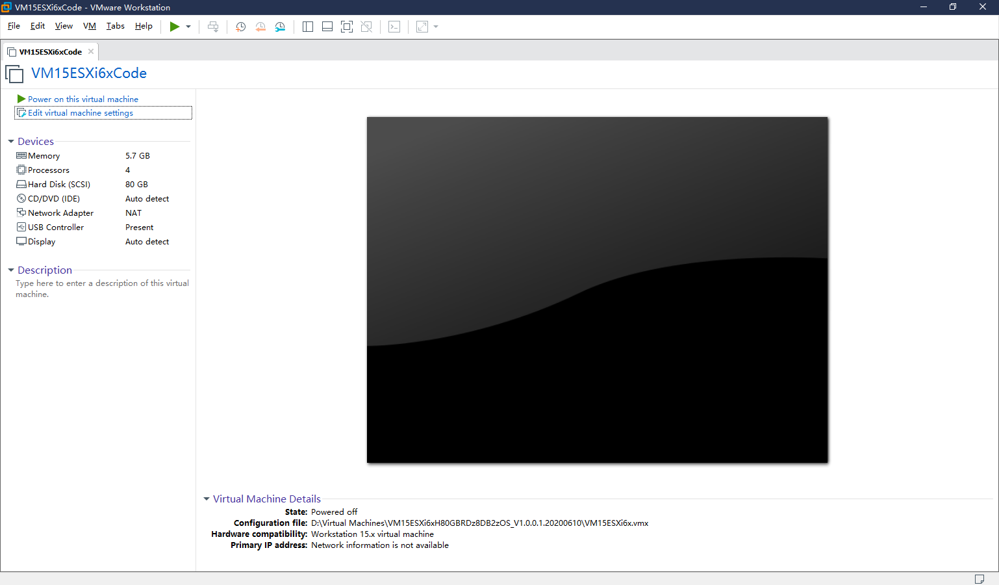 VM15ESXi6xCode - VMware Workstation
File Edit View VM Tabs Help
VM15ESXi6xCode
VM15ESXi6xCode
Power on this virtual machine
Edit virtual machine settings
Devices
Memory 5.7 GB
Processors 4
Hard Disk (SCSI) 80 GB
CD/DVD (IDE) Auto detect
Network Adapter NAT
USB Controller Present
Display Auto detect
Description
Type here to enter a description of this virtual
machine.
Virtual Machine Details
State: Powered off
Configuration file: D:\Virtual Machines\VM15ESXi6xH80GBRDz8DB2zOS_V1.0.0.1.20200610\VM15ESXi6x.vmx
Hardware compatibility: Workstation 15.x virtual machine
Primary IP address: Network information is not available